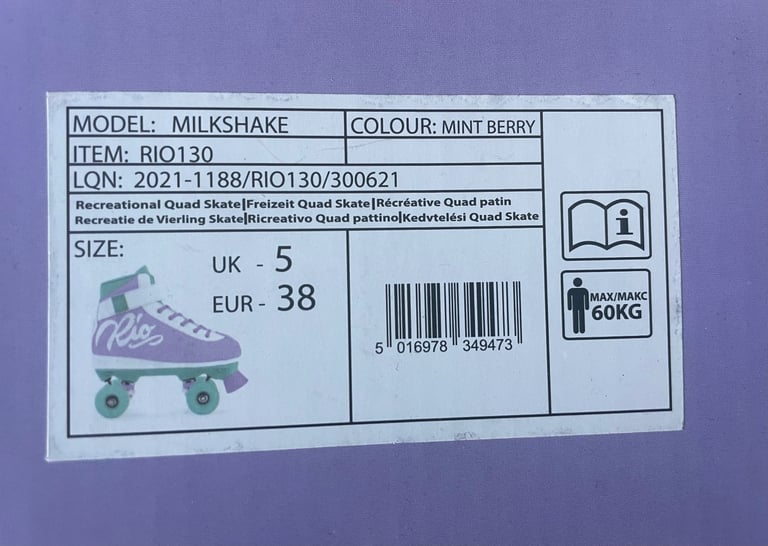 MODEL: MILKSHAKE
COLOUR: MINT BERRY
ITEM: RIO130
LQN: 2021-1188/RIO130/300621
Recreational Quad Skate|Freizeit Quad Skate|Récréative Quad patin
Recreatie de Vierling Skate|Ricreativo Quad pattino|Kedvtelési Quad Skate
SIZE:
UK - 5
EUR - 38
Rio
5 016978 349473
i
MAX/МАКС
60KG